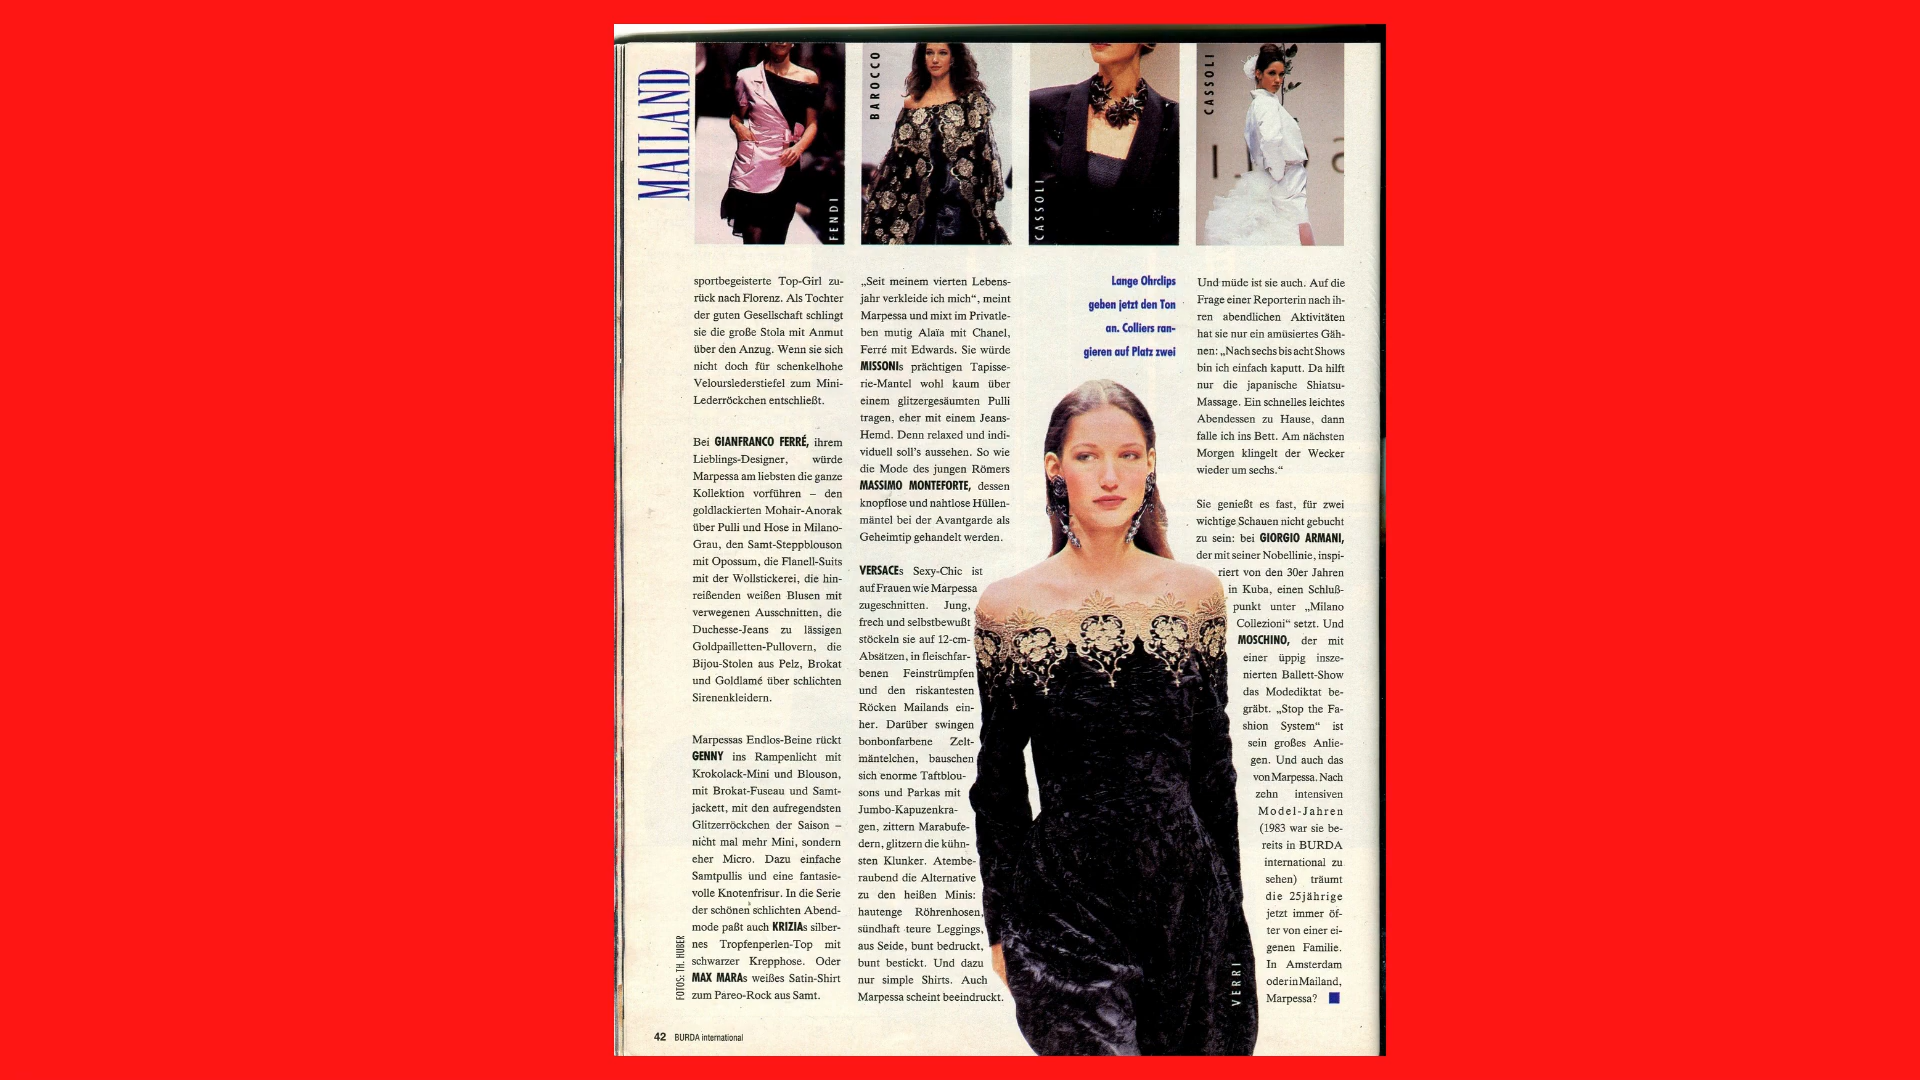 MAILAND
FENDI
BAROCCO
CASSOLI
CASSOLI
sportbegeisterte Top-Girl zu-
rück nach Florenz. Als Tochter
der guten Gesellschaft schlingt
sie die große Stola mit Anmut
über den Anzug. Wenn sie sich
nicht doch für schenkelhohe
Velourslederstiefel zum Mini-
Lederröckchen entschließt.
Bei GIANFRANCO FERRÉ, ihrem
Lieblings-Designer, würde
Marpessa am liebsten die ganze
Kollektion vorführen – den
goldlackierten Mohair-Anorak
über Pulli und Hose in Milano-
Grau, den Samt-Steppblouson
mit Opossum, die Flanell-Suits
mit der Wollstickerei, die hin-
reißenden weißen Blusen mit
verwegenen Ausschnitten, die
Duchesse-Jeans zu lässigen
Goldpailletten-Pullovern, die
Bijou-Stolen aus Pelz, Brokat
und Goldlamé über schlichten
Sirenenkleidern.
Marpessas Endlos-Beine rückt
GENNY ins Rampenlicht mit
Krokolack-Mini und Blouson,
mit Brokat-Fuseau und Samt-
jackett, mit den aufregendsten
Glitzerröckchen der Saison –
nicht mal mehr Mini, sondern
eher Micro. Dazu einfache
Samtpullis und eine fantasie-
volle Knotenfrisur. In die Serie
der schönen schlichten Abend-
mode paßt auch KRIZIAs silber-
nes Tropfenperlen-Top mit
schwarzer Krepphose. Oder
MAX MARAs weißes Satin-Shirt
zum Pareo-Rock aus Samt.
„Seit meinem vierten Lebens-
jahr verkleide ich mich“, meint
Marpessa und mixt im Privatle-
ben mutig Alaïa mit Chanel,
Ferré mit Edwards. Sie würde
MISSONIs prächtigen Tapisse-
rie-Mantel wohl kaum über
einem glitzergesäumten Pulli
tragen, eher mit einem Jeans-
Hemd. Denn relaxed und indi-
viduell soll's aussehen. So wie
die Mode des jungen Römers
MASSIMO MONTEFORTE, dessen
knopflose und nahtlose Hüllen-
mäntel bei der Avantgarde als
Geheimtip gehandelt werden.
VERSACEs Sexy-Chic ist
auf Frauen wie Marpessa
zugeschnitten. Jung,
frech und selbstbewußt
stöckeln sie auf 12-cm-
Absätzen, in fleischfar-
benen Feinstrümpfen
und den riskantesten
Röcken Mailands ein-
her. Darüber swingen
bonbonfarbene Zelt-
mäntelchen, bauschen
sich enorme Taftblou-
sons und Parkas mit
Jumbo-Kapuzenkra-
gen, zittern Marabufe-
dern, glitzern die kühn-
sten Klunker. Atembe-
raubend die Alternative
zu den heißen Minis:
hautenge Röhrenhosen,
sündhaft teure Leggings,
aus Seide, bunt bedruckt,
bunt bestickt. Und dazu
nur simple Shirts. Auch
Marpessa scheint beeindruckt.
Lange Ohrclips
geben jetzt den Ton
an. Colliers ran-
gieren auf Platz zwei
Und müde ist sie auch. Auf die
Frage einer Reporterin nach ih-
ren abendlichen Aktivitäten
hat sie nur ein amüsiertes Gäh-
nen: „Nach sechs bis acht Shows
bin ich einfach kaputt. Da hilft
nur die japanische Shiatsu-
Massage. Ein schnelles leichtes
Abendessen zu Hause, dann
falle ich ins Bett. Am nächsten
Morgen klingelt der Wecker
wieder um sechs.“
Sie genießt es fast, für zwei
wichtige Schauen nicht gebucht
zu sein: bei GIORGIO ARMANI,
der mit seiner Nobellinie, inspi-
riert von den 30er Jahren
in Kuba, einen Schluß-
punkt unter „Milano
Collezioni“ setzt. Und
MOSCHINO, der mit
einer üppig insze-
nierten Ballett-Show
das Modediktat be-
gräbt. „Stop the Fa-
shion System“ ist
sein großes Anlie-
gen. Und auch das
von Marpessa. Nach
zehn intensiven
Model-Jahren
(1983 war sie be-
reits in BURDA
international zu
sehen) träumt
die 25jährige
jetzt immer öf-
ter von einer ei-
genen Familie.
In Amsterdam
oder in Mailand,
Marpessa?
VERRI
FOTOS: TH. HUBER
42 BURDA international